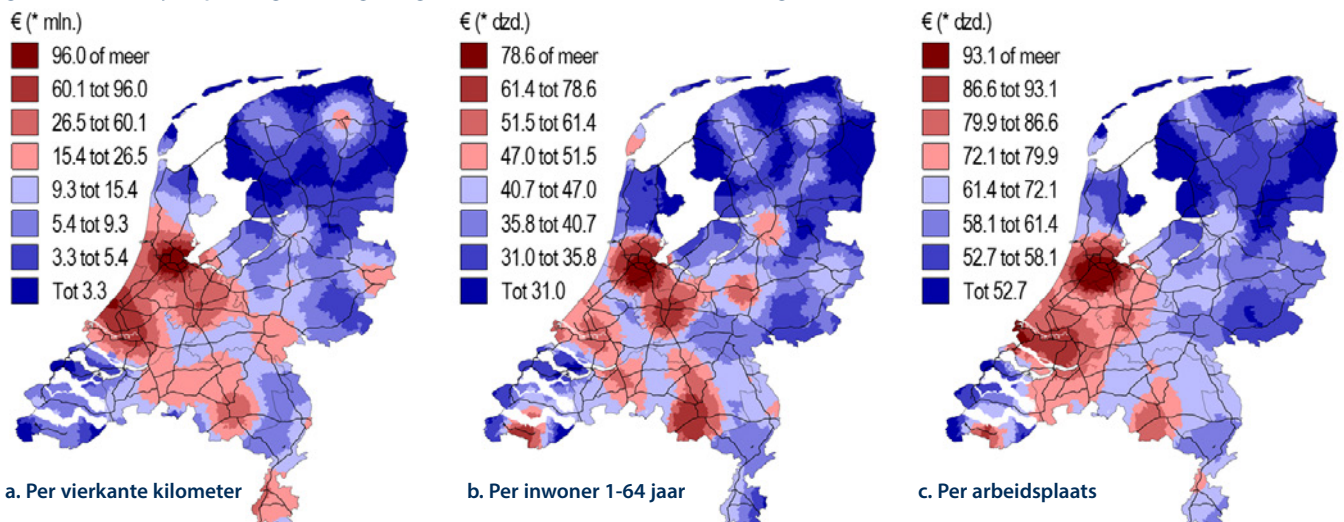 € (* mln.)
96.0 of meer
60.1 tot 96.0
26.5 tot 60.1
15.4 tot 26.5
9.3 tot 15.4
5.4 tot 9.3
3.3 tot 5.4
Tot 3.3
a. Per vierkante kilometer
€ (* dzd.)
78.6 of meer
61.4 tot 78.6
51.5 tot 61.4
47.0 tot 51.5
40.7 tot 47.0
35.8 tot 40.7
31.0 tot 35.8
Tot 31.0
b. Per inwoner 1-64 jaar
€ (* dzd.)
93.1 of meer
86.6 tot 93.1
79.9 tot 86.6
72.1 tot 79.9
61.4 tot 72.1
58.1 tot 61.4
52.7 tot 58.1
Tot 52.7
c. Per arbeidsplaats